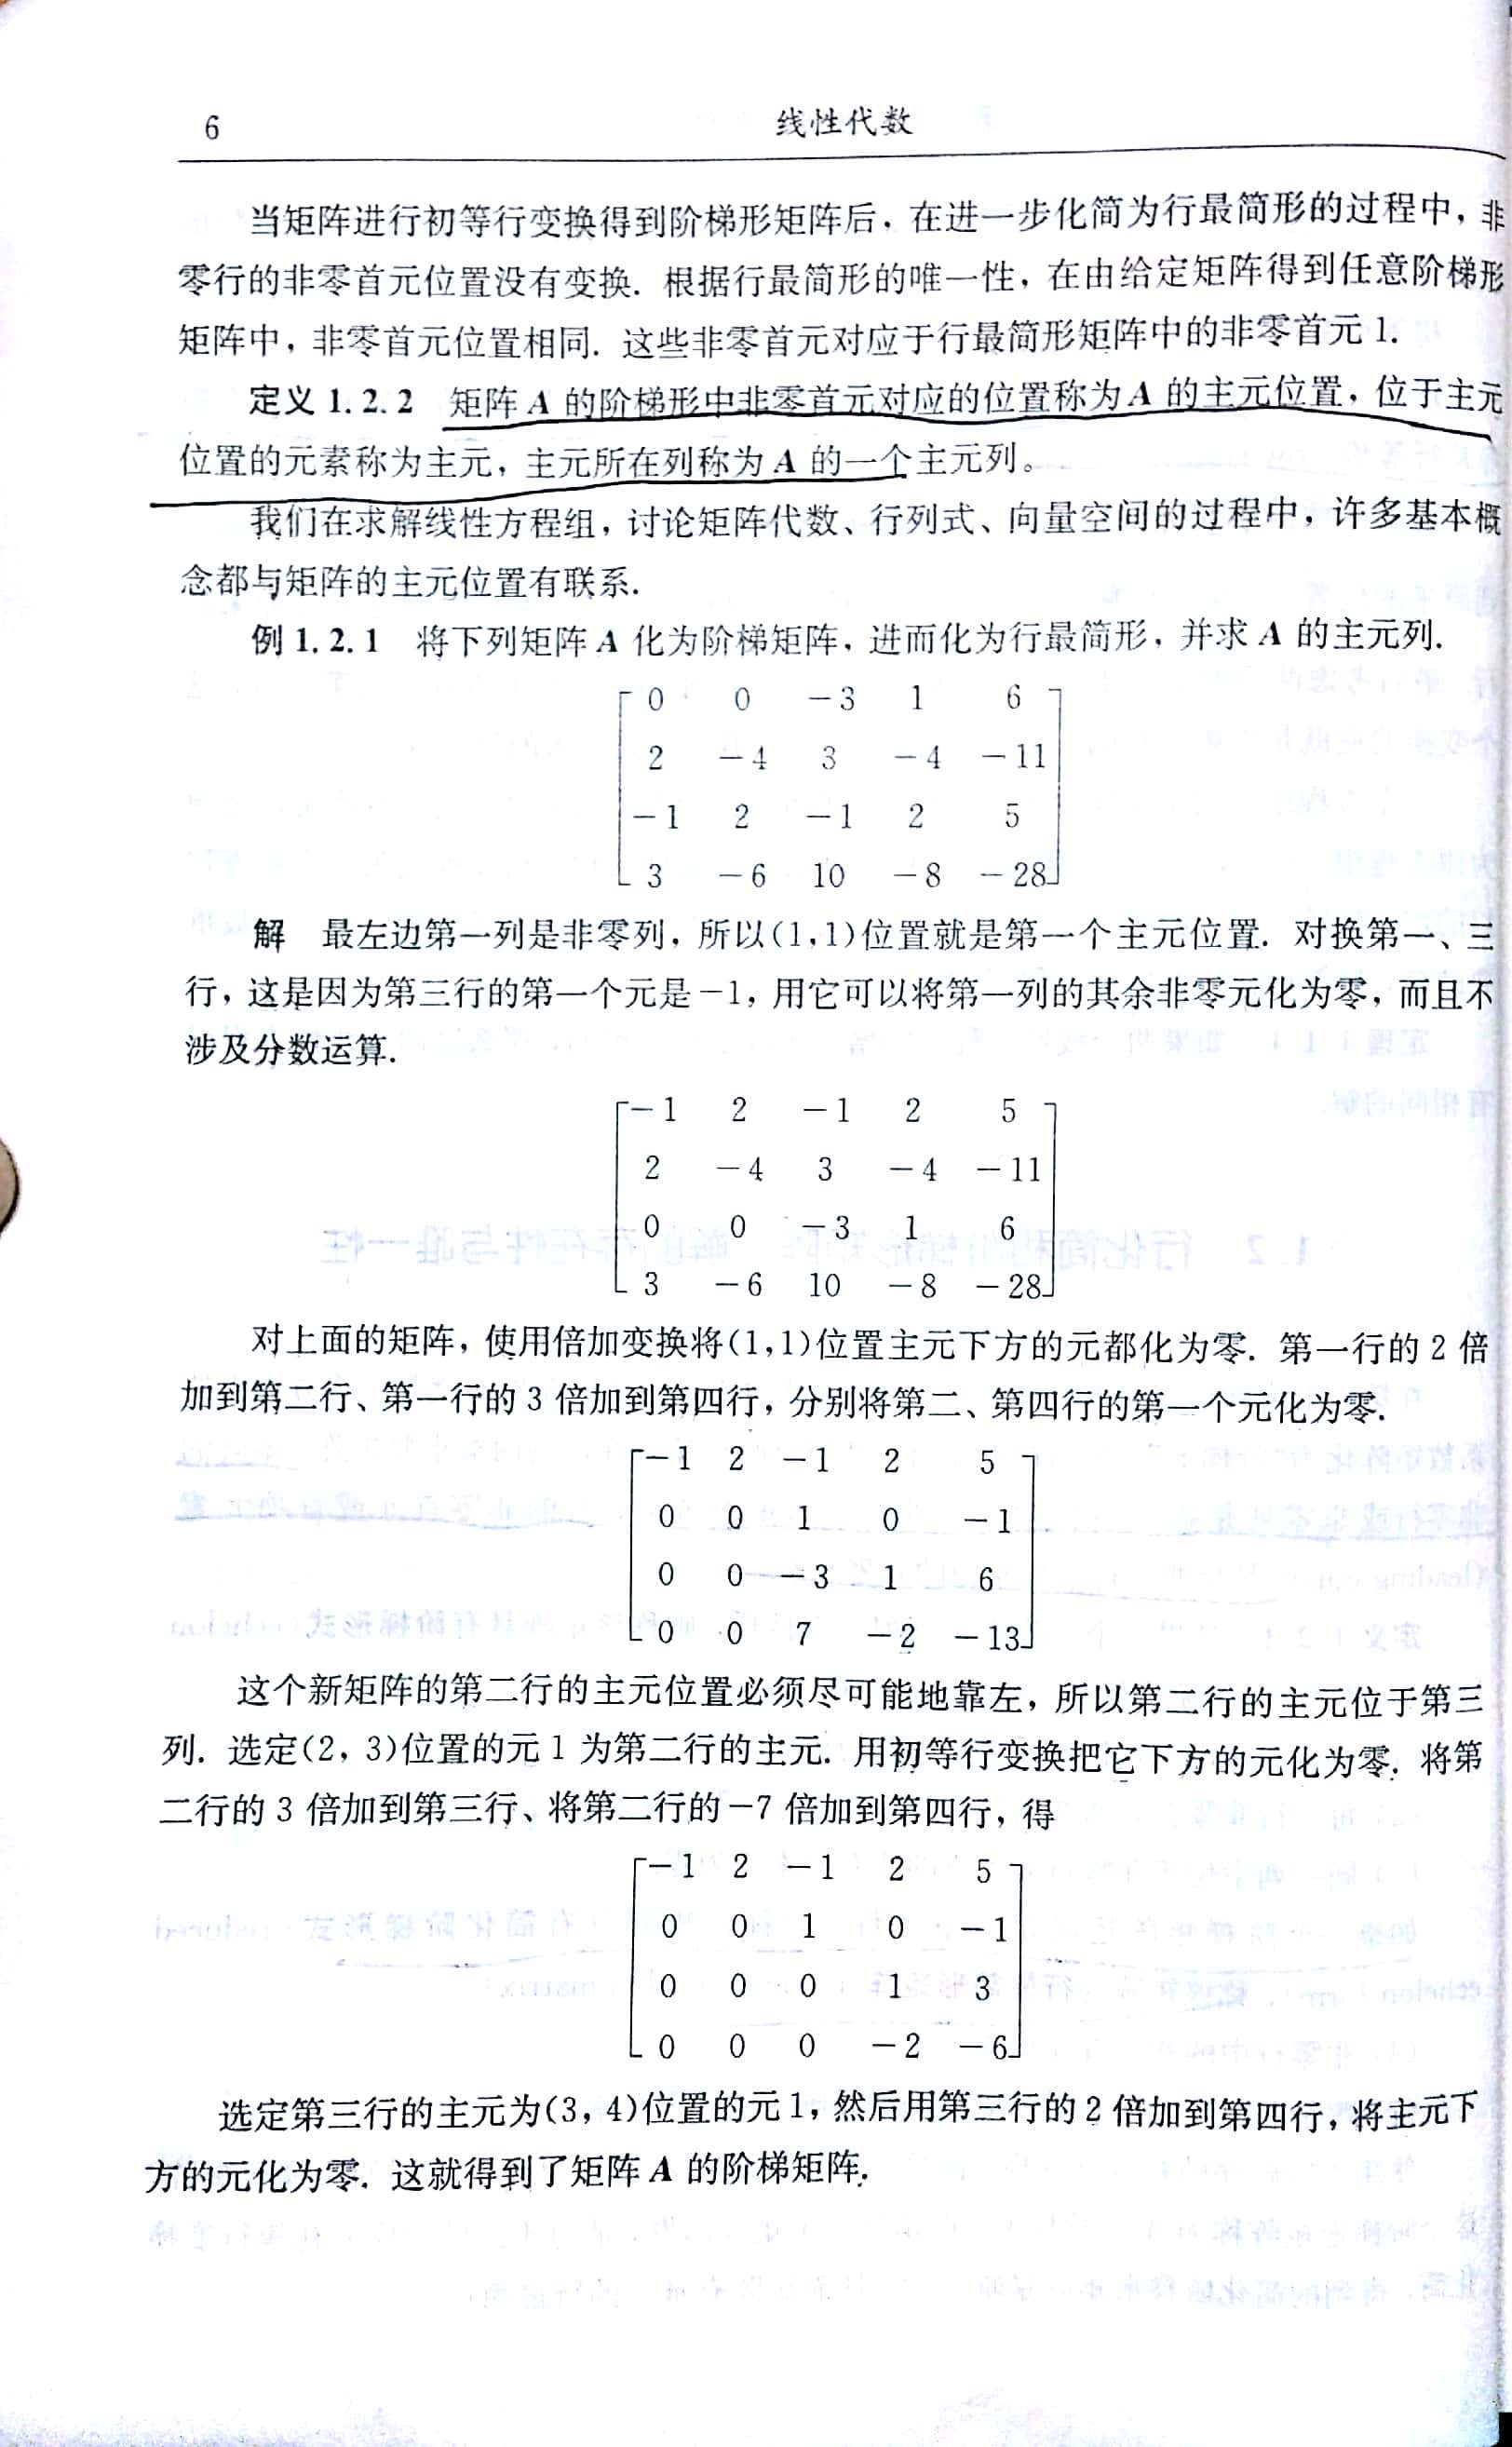 6 线性代数
当矩阵进行初等行变换得到阶梯形矩阵后，在进一步化简为行最简形的过程中，非
零行的非零首元位置没有变换. 根据行最简形的唯一性，在由给定矩阵得到任意阶梯形
矩阵中，非零首元位置相同. 这些非零首元对应于行最简形矩阵中的非零首元 1.
定义 1.2.2 矩阵 A 的阶梯形中非零首元对应的位置称为 A 的主元位置，位于主元
位置的元素称为主元，主元所在列称为 A 的一个主元列。
我们在求解线性方程组，讨论矩阵代数、行列式、向量空间的过程中，许多基本概
念都与矩阵的主元位置有联系.
例 1.2.1 将下列矩阵 A 化为阶梯矩阵，进而化为行最简形，并求 A 的主元列.
0 0 −3 1 6
2 −4 3 −4 −11
−1 2 −1 2 5
3 −6 10 −8 −28
解 最左边第一列是非零列，所以(1,1)位置就是第一个主元位置. 对换第一、三
行，这是因为第三行的第一个元是−1，用它可以将第一列的其余非零元化为零，而且不
涉及分数运算.
−1 2 −1 2 5
2 −4 3 −4 −11
0 0 −3 1 6
3 −6 10 −8 −28
对上面的矩阵，使用倍加变换将(1,1)位置主元下方的元都化为零. 第一行的 2 倍
加到第二行、第一行的 3 倍加到第四行，分别将第二、第四行的第一个元化为零.
−1 2 −1 2 5
0 0 1 0 −1
0 0 −3 1 6
0 0 7 −2 −13
这个新矩阵的第二行的主元位置必须尽可能地靠左，所以第二行的主元位于第三
列. 选定(2, 3)位置的元 1 为第二行的主元. 用初等行变换把它下方的元化为零. 将第
二行的 3 倍加到第三行、将第二行的−7 倍加到第四行，得
−1 2 −1 2 5
0 0 1 0 −1
0 0 0 1 3
0 0 0 −2 −6
选定第三行的主元为(3, 4)位置的元 1，然后用第三行的 2 倍加到第四行，将主元下
方的元化为零. 这就得到了矩阵 A 的阶梯矩阵.